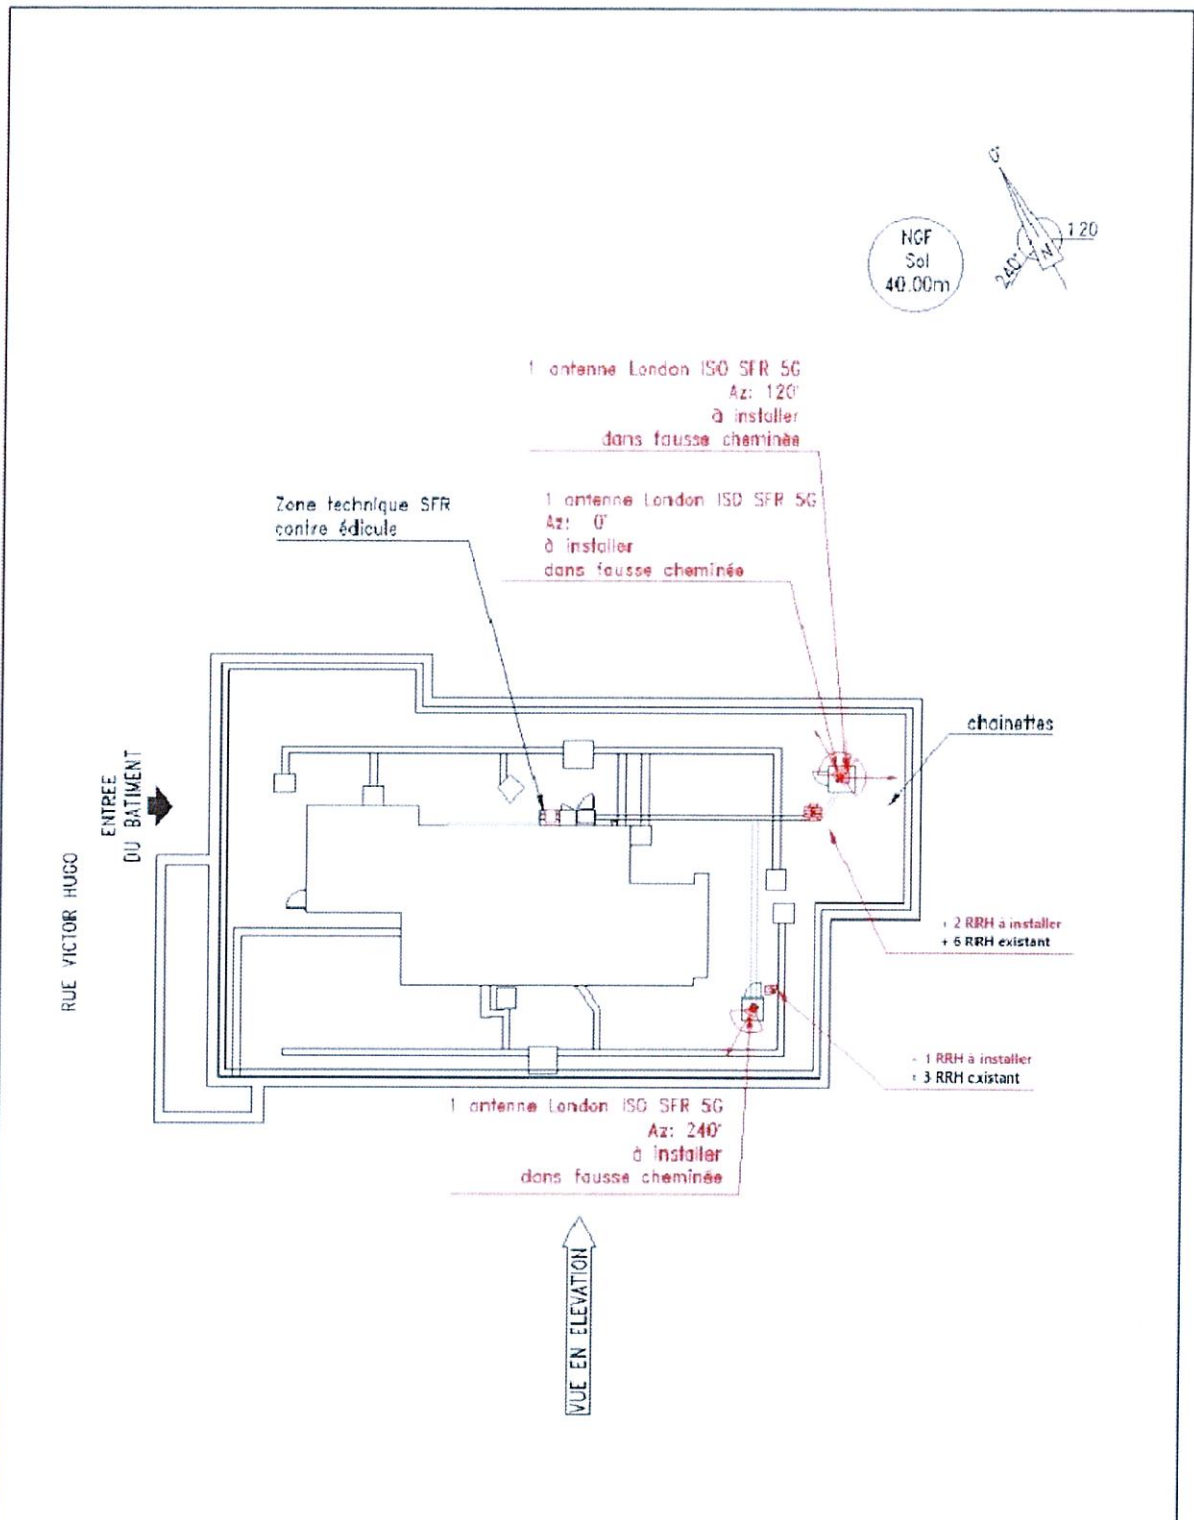 0°
120
240°
N
NGF
Sol
40.00m
1 antenne London ISO SFR 5G
Az: 120°
à installer
dans fausse cheminée
1 antenne London ISO SFR 5G
Az: 0°
à installer
dans fausse cheminée
Zone technique SFR
contre édicule
chainettes
ENTREE
DU BATIMENT
RUE VICTOR HUGO
+ 2 RRH à installer
+ 6 RRH existant
- 1 RRH à installer
+ 3 RRH existant
1 antenne London ISO SFR 5G
Az: 240°
à installer
dans fausse cheminée
VUE EN ELEVATION